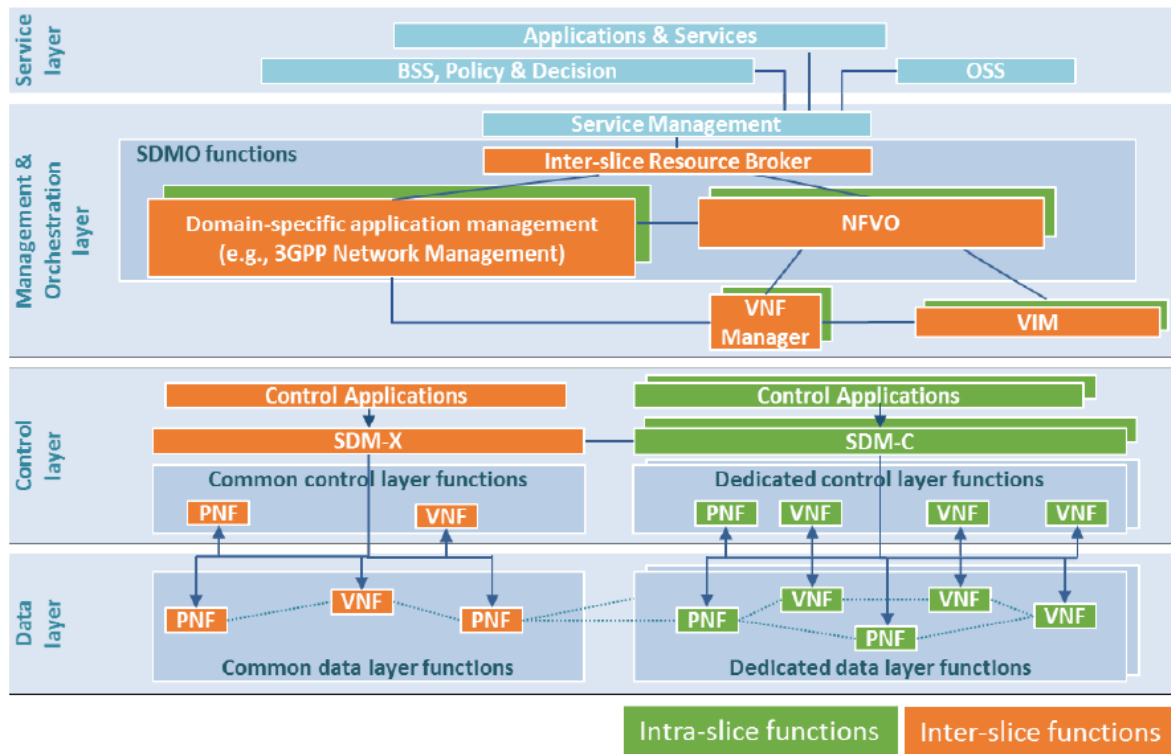 Service
layer
Applications & Services
BSS, Policy & Decision
OSS
Management &
Orchestration
layer
Service Management
SDMO functions
Inter-slice Resource Broker
Domain-specific application management
(e.g., 3GPP Network Management)
NFVO
VNF
Manager
VIM
Control
layer
Control Applications
Control Applications
SDM-X
SDM-C
Common control layer functions
Dedicated control layer functions
PNF
VNF
PNF
VNF
VNF
VNF
Data
layer
PNF
VNF
PNF
PNF
VNF
PNF
VNF
VNF
Common data layer functions
Dedicated data layer functions
Intra-slice functions
Inter-slice functions